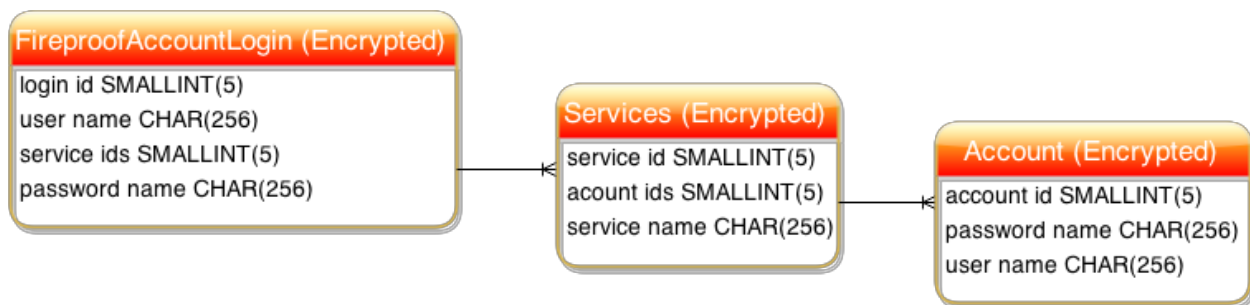 FireproofAccountLogin (Encrypted)
login id SMALLINT(5)
user name CHAR(256)
service ids SMALLINT(5)
password name CHAR(256)
Services (Encrypted)
service id SMALLINT(5)
acount ids SMALLINT(5)
service name CHAR(256)
Account (Encrypted)
account id SMALLINT(5)
password name CHAR(256)
user name CHAR(256)